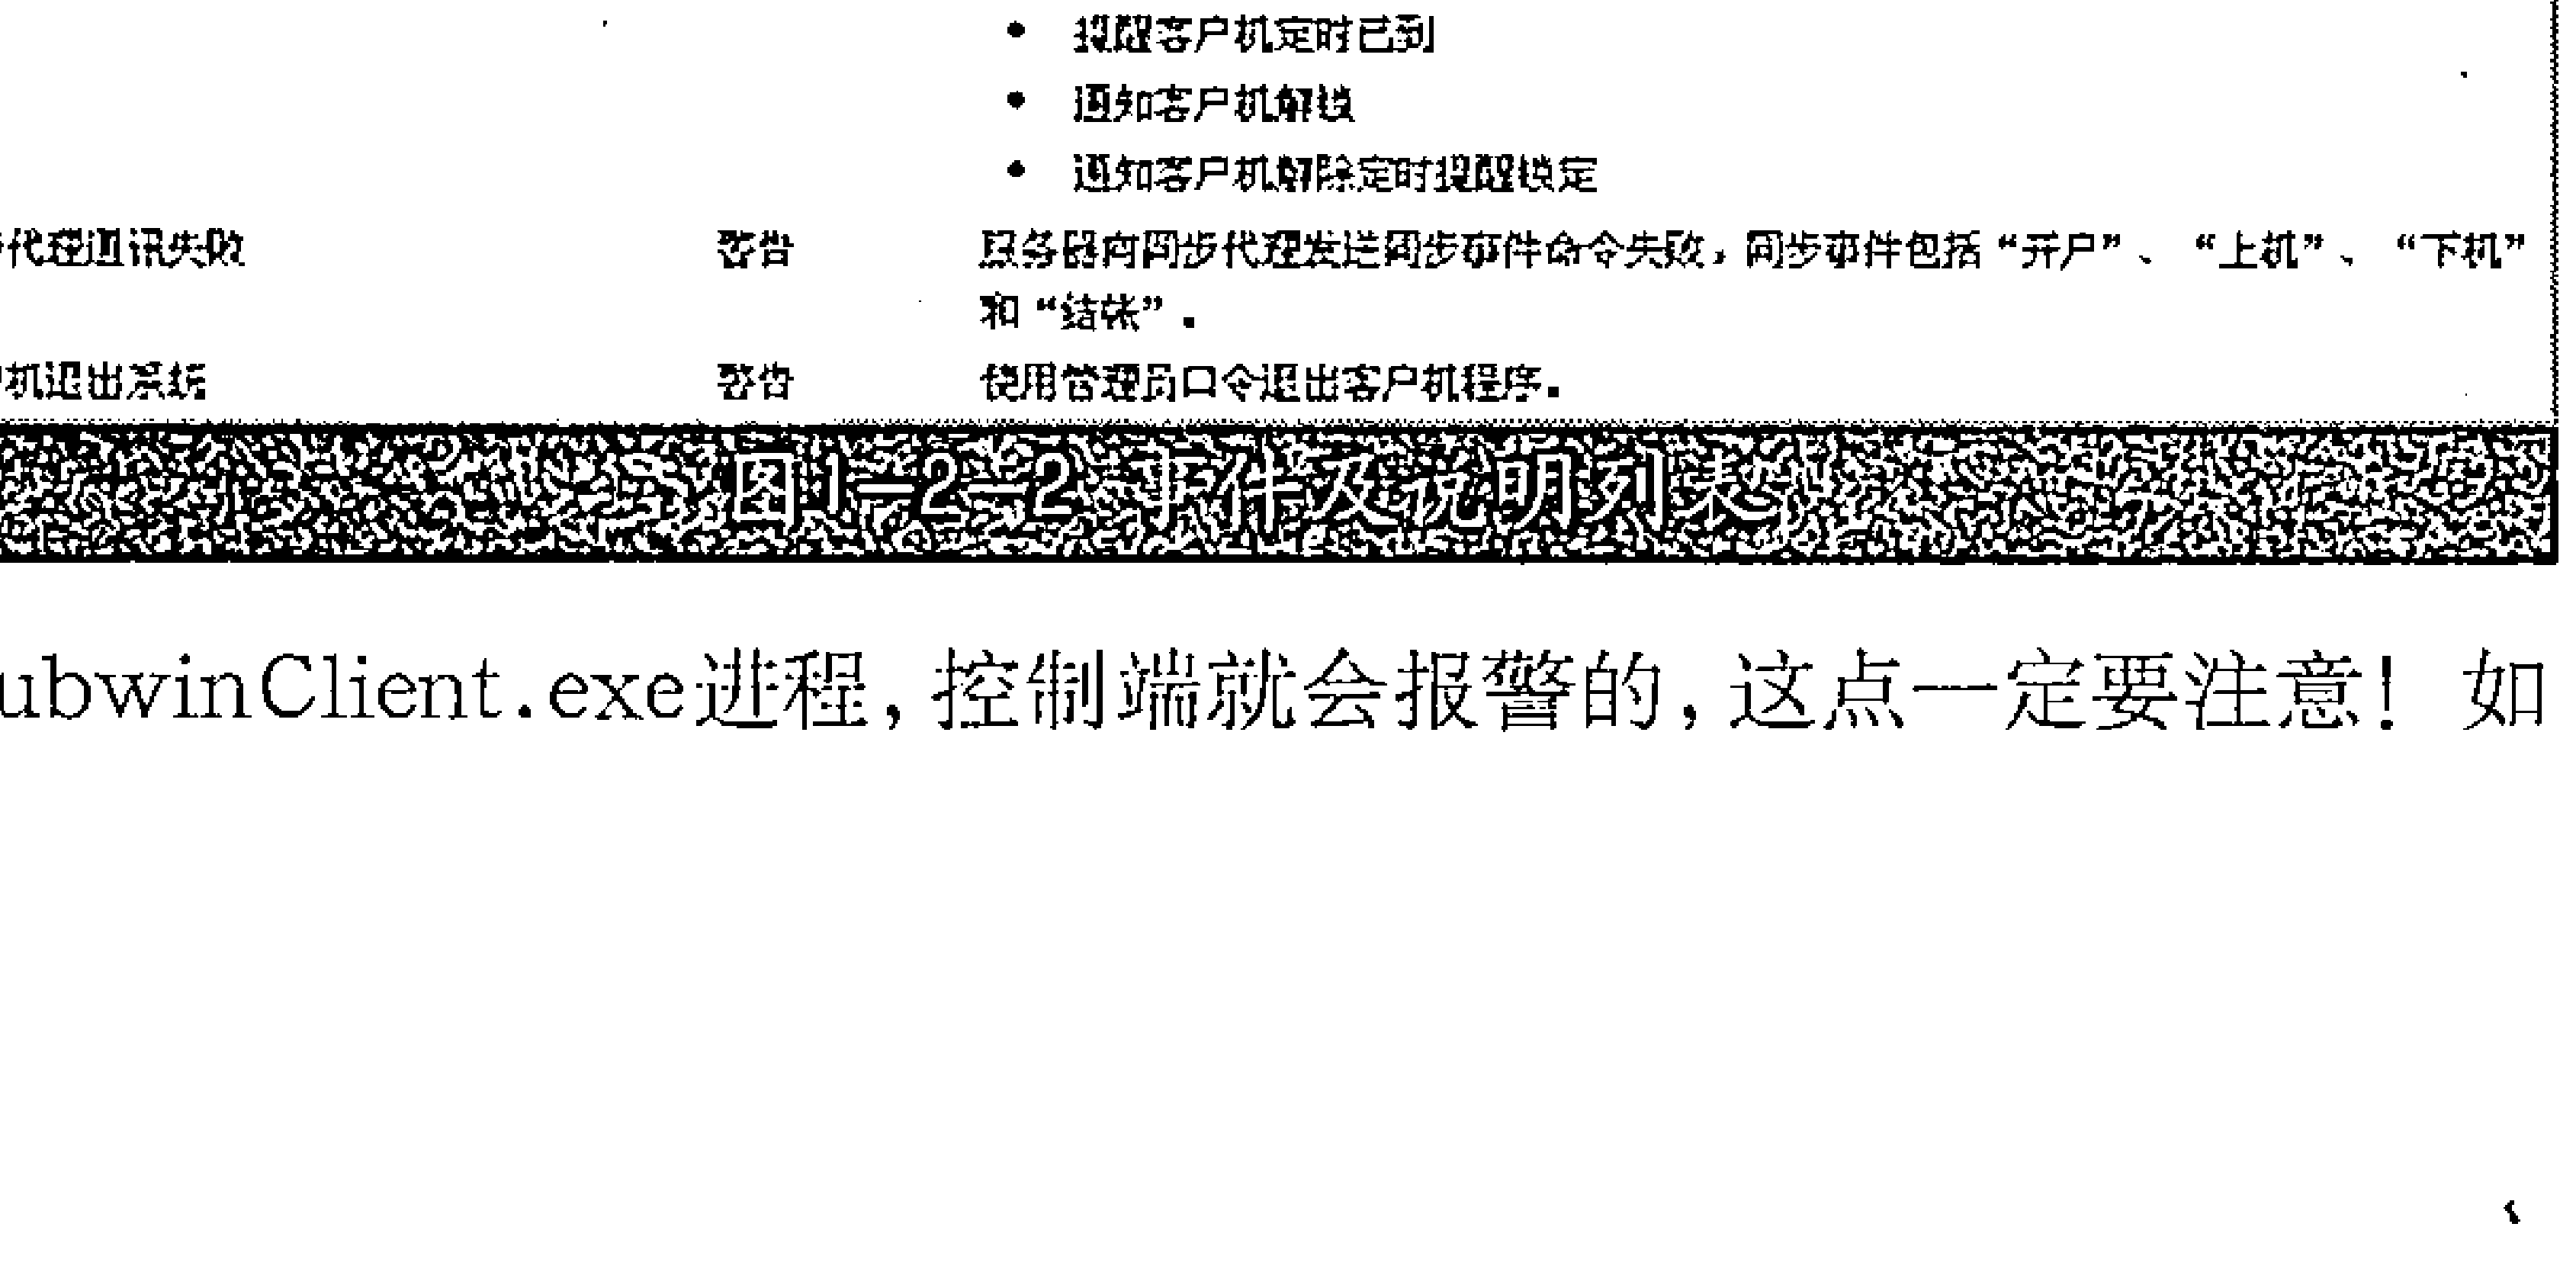 • 提醒客户机定时已到
• 通知客户机解锁
• 通知客户机解除定时提醒锁定
代理通讯失败 警告 服务器向同步代理发送同步事件命令失败，同步事件包括“开户”、“上机”、“下机”
和“结帐”.
机退出系统 警告 使用管理员口令退出客户机程序.
图1-2-2 事件及说明列表
ubwinClient.exe进程,控制端就会报警的,这点一定要注意! 如